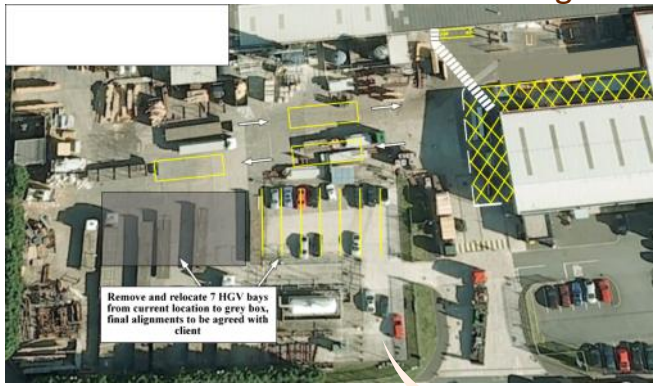 Remove and relocate 7 HGV bays
from current location to grey box,
final alignments to be agreed with
client